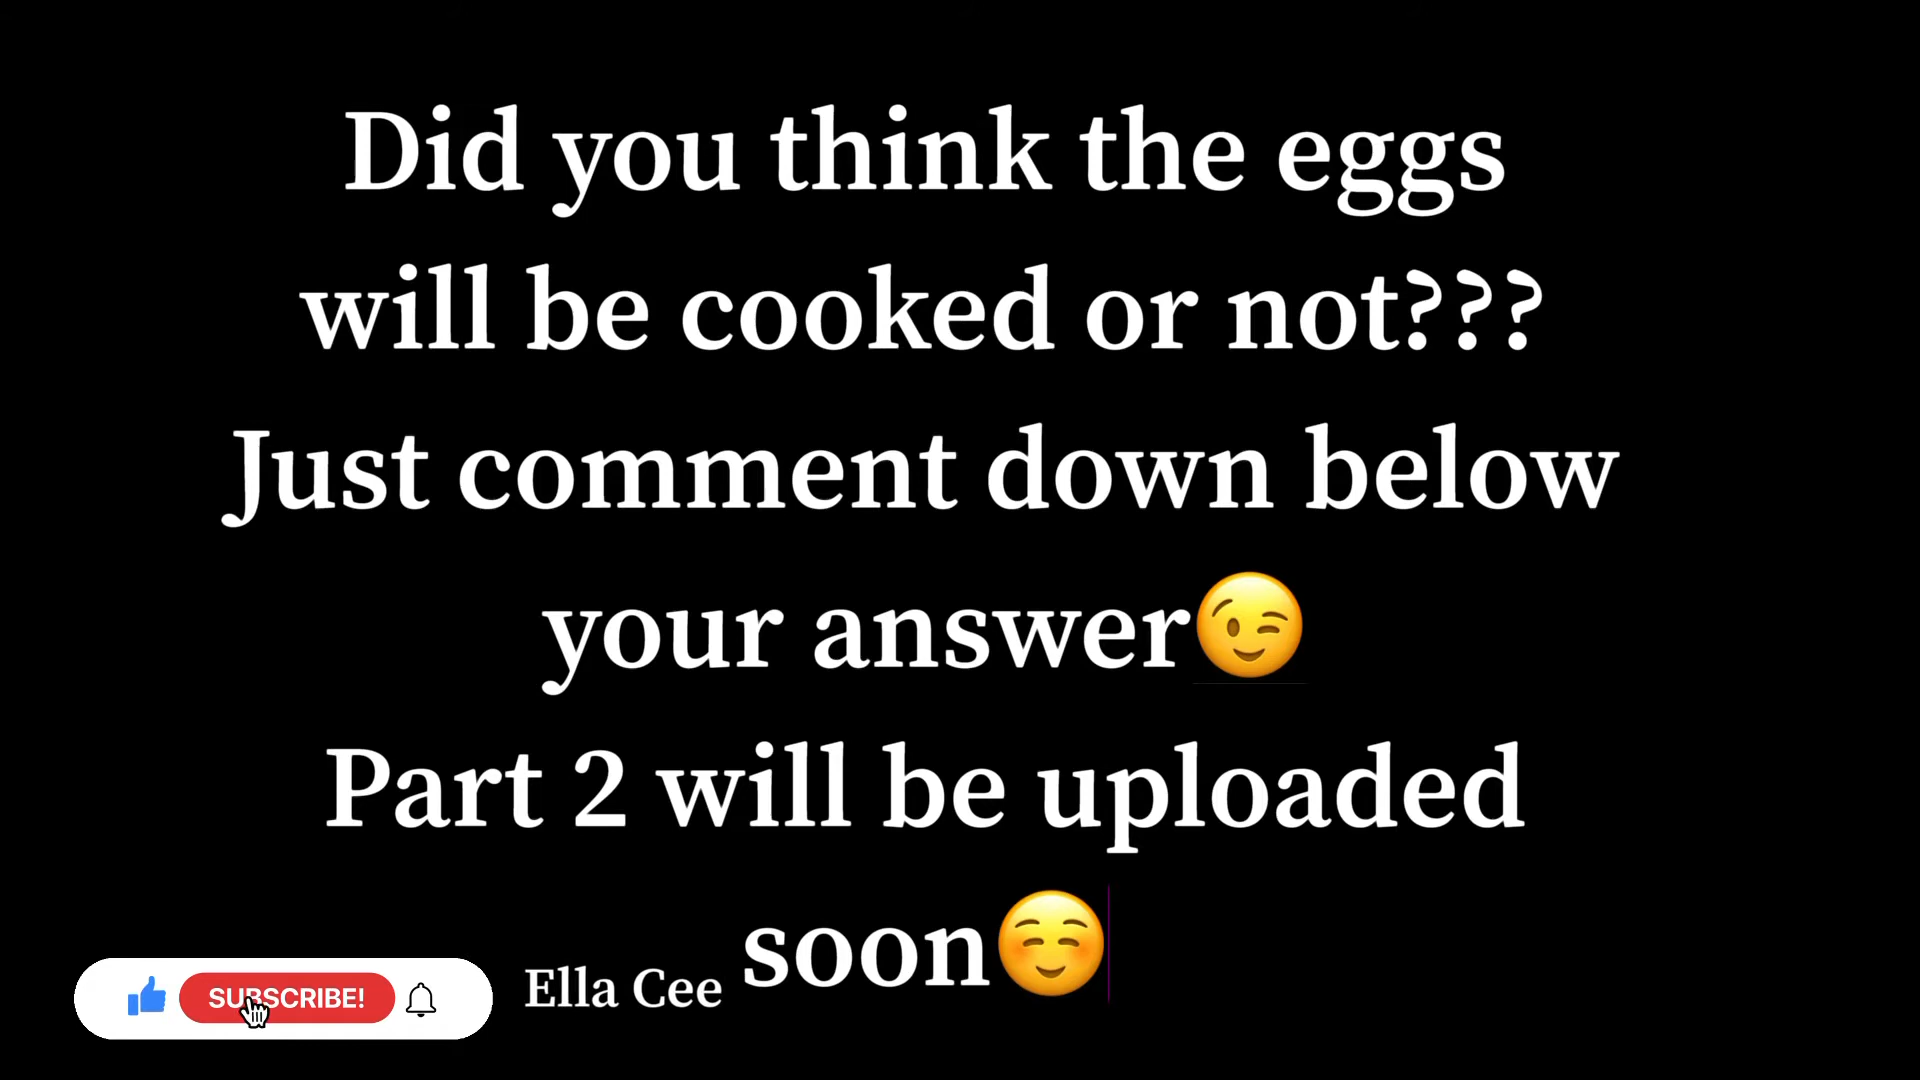 Did you think the eggs
will be cooked or not???
Just comment down below
your answer😉
Part 2 will be uploaded
soon☺️
SUBSCRIBE!
Ella Cee